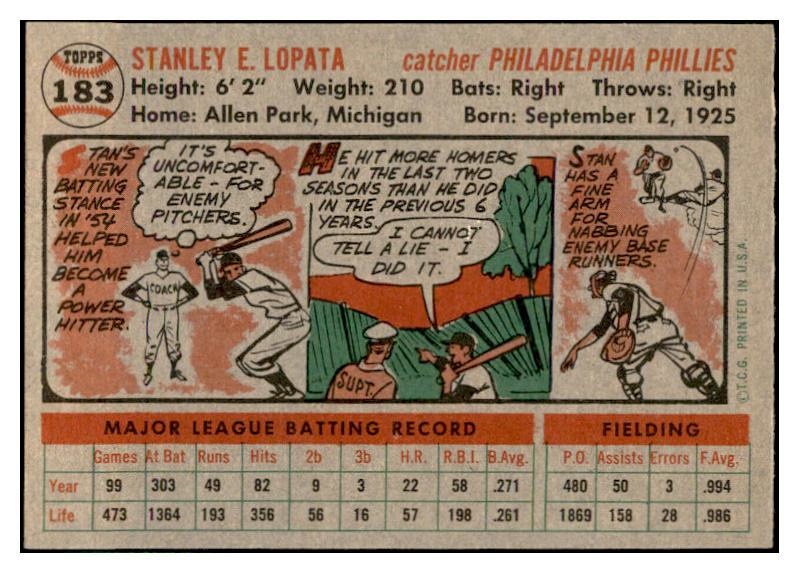 TOPPS
183
STANLEY E. LOPATA catcher PHILADELPHIA PHILLIES
Height: 6' 2" Weight: 210 Bats: Right Throws: Right
Home: Allen Park, Michigan Born: September 12, 1925
STAN'S
NEW
BATTING
STANCE
IN '54
HELPED
HIM
BECOME
A
POWER
HITTER.
IT'S
UNCOMFORT-
ABLE - FOR
ENEMY
PITCHERS.
COACH
HE HIT MORE HOMERS
IN THE LAST TWO
SEASONS THAN HE DID
IN THE PREVIOUS 6
YEARS.
I CANNOT
TELL A LIE - I
DID IT.
SUPT.
STAN
HAS A
FINE
ARM
FOR
NABBING
ENEMY BASE
RUNNERS.
©T.C.G. PRINTED IN U.S.A.
MAJOR LEAGUE BATTING RECORD FIELDING
Games At Bat Runs Hits 2b 3b H.R. R.B.I. B.Avg. P.O. Assists Errors F.Avg.
Year 99 303 49 82 9 3 22 58 .271 480 50 3 .994
Life 473 1364 193 356 56 16 57 198 .261 1869 158 28 .986